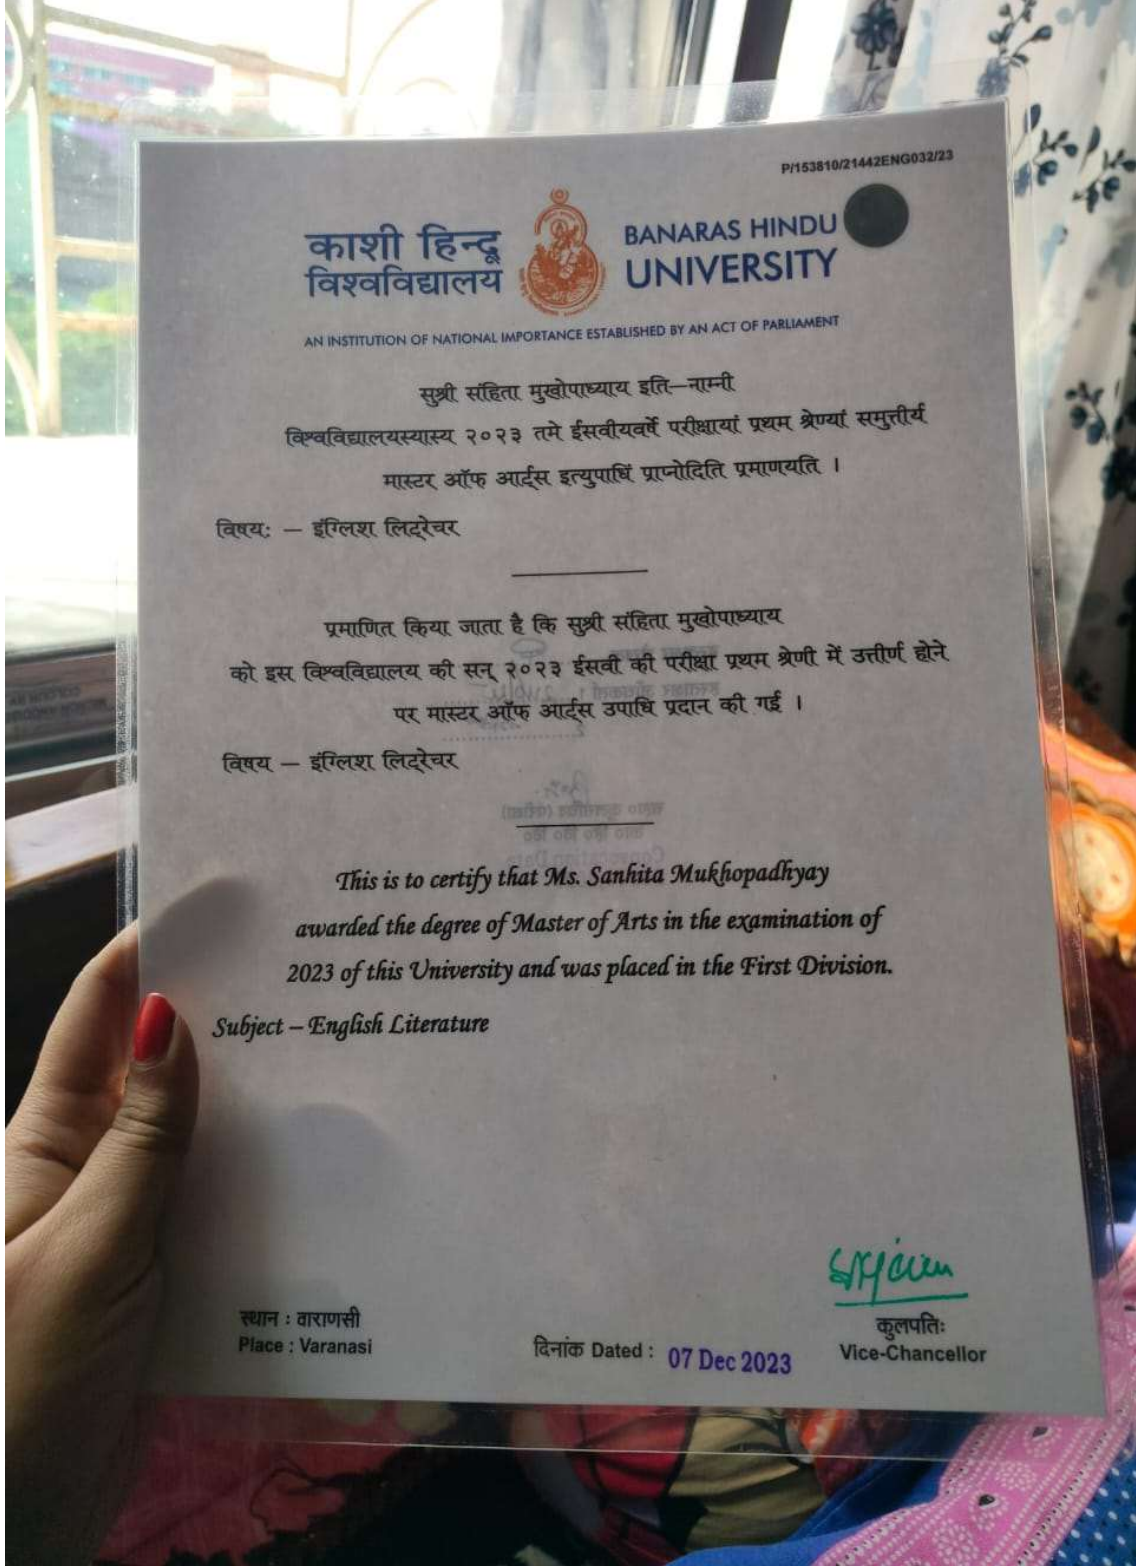 P/153810/21442ENG032/23
काशी हिन्दू
विश्वविद्यालय
BANARAS HINDU
UNIVERSITY
AN INSTITUTION OF NATIONAL IMPORTANCE ESTABLISHED BY AN ACT OF PARLIAMENT
सुश्री संहिता मुखोपाध्याय इति–नाम्नी
विश्वविद्यालयस्यास्य २०२३ तमे ईसवीयवर्षे परीक्षायां प्रथम श्रेण्यां समुत्तीर्य
मास्टर ऑफ आर्ट्स इत्युपाधिं प्राप्नोदिति प्रमाणयति ।
विषय: – इंग्लिश लिट्रेचर
प्रमाणित किया जाता है कि सुश्री संहिता मुखोपाध्याय
को इस विश्वविद्यालय की सन् २०२३ ईसवी की परीक्षा प्रथम श्रेणी में उत्तीर्ण होने
पर मास्टर ऑफ आर्ट्स उपाधि प्रदान की गई ।
विषय – इंग्लिश लिट्रेचर
This is to certify that Ms. Sanhita Mukhopadhyay
awarded the degree of Master of Arts in the examination of
2023 of this University and was placed in the First Division.
Subject – English Literature
स्थान : वाराणसी
Place : Varanasi
दिनांक Dated : 07 Dec 2023
कुलपतिः
Vice-Chancellor